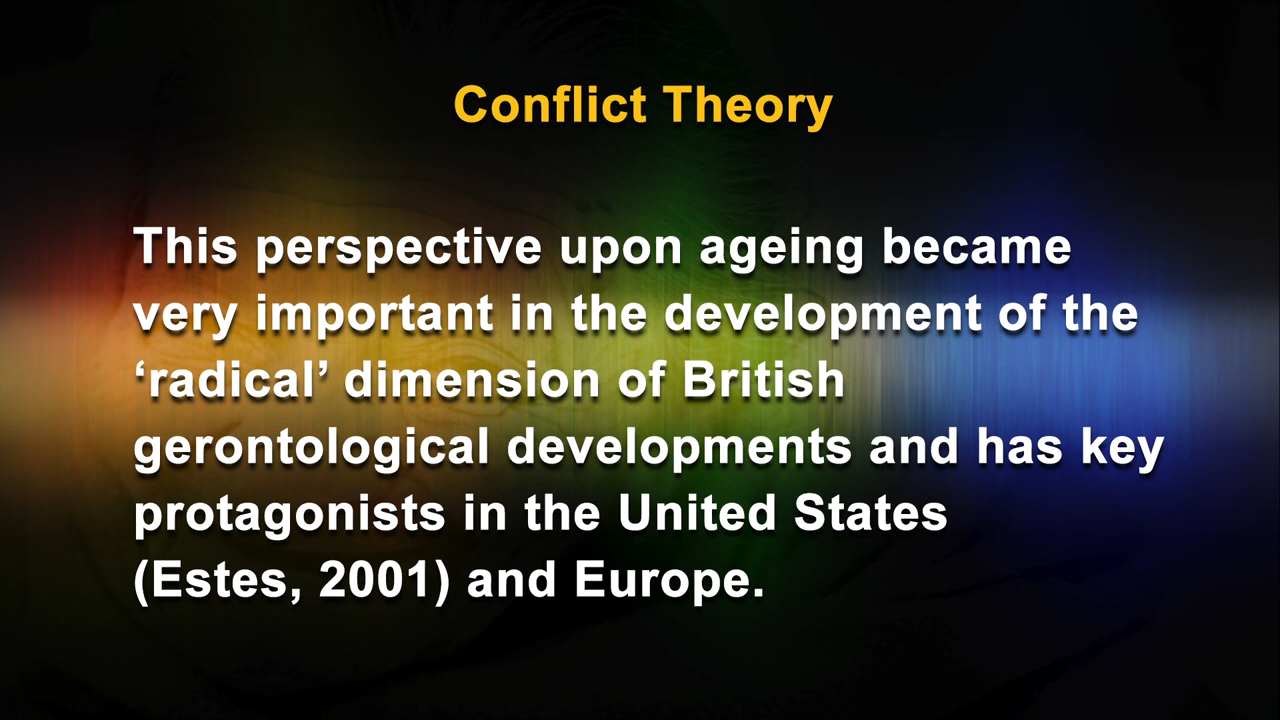 Conflict Theory
This perspective upon ageing became
very important in the development of the
‘radical’ dimension of British
gerontological developments and has key
protagonists in the United States
(Estes, 2001) and Europe.